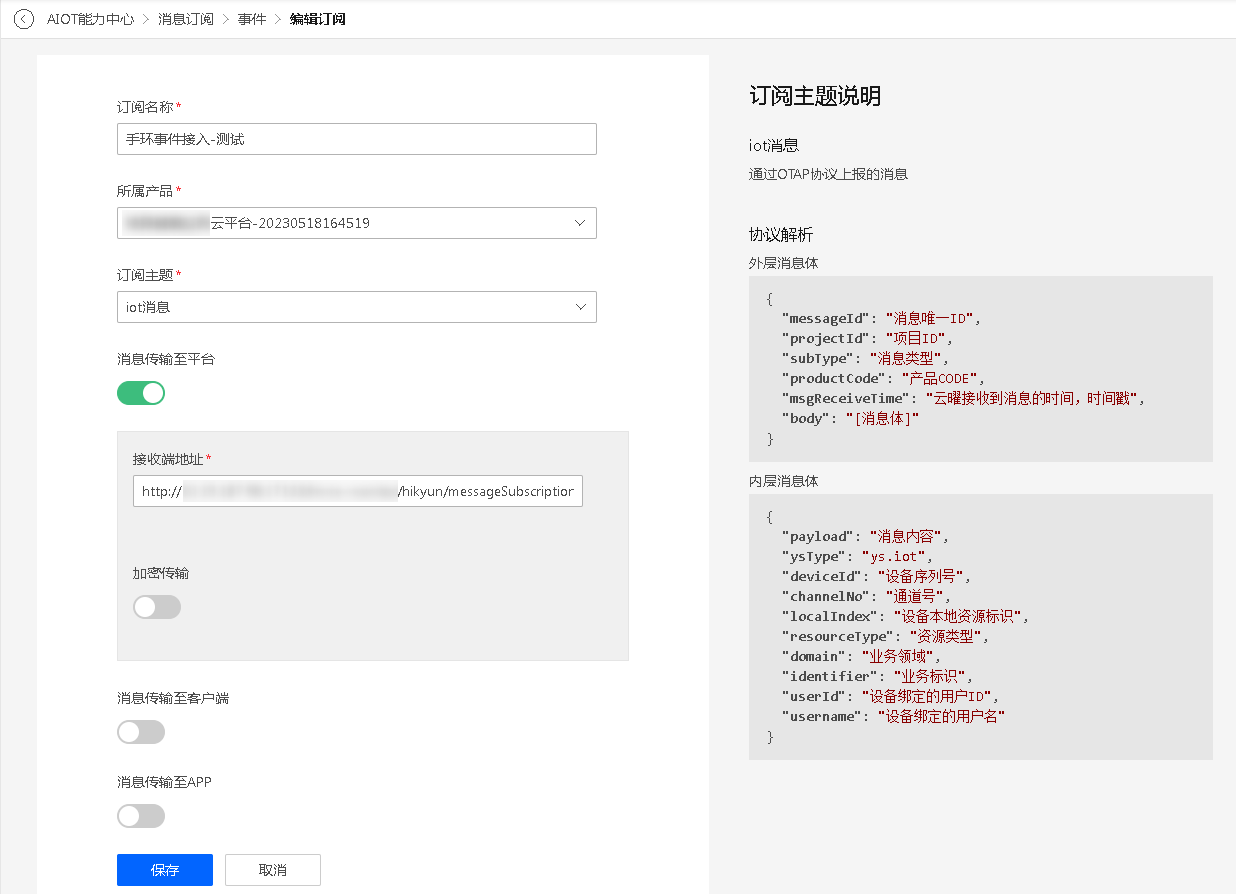 AIOT能力中心 > 消息订阅 > 事件 > 编辑订阅
订阅名称*
手环事件接入-测试
所属产品*
云平台-20230518164519
订阅主题*
iot消息
消息传输至平台
接收端地址*
http:// /hikyun/messageSubscription
加密传输
消息传输至客户端
消息传输至APP
保存 取消
订阅主题说明
iot消息
通过OTAP协议上报的消息
协议解析
外层消息体
{
"messageId": "消息唯一ID",
"projectId": "项目ID",
"subType": "消息类型",
"productCode": "产品CODE",
"msgReceiveTime": "云曜接收到消息的时间，时间戳",
"body": "[消息体]"
}
内层消息体
{
"payload": "消息内容",
"ysType": "ys.iot",
"deviceId": "设备序列号",
"channelNo": "通道号",
"localIndex": "设备本地资源标识",
"resourceType": "资源类型",
"domain": "业务领域",
"identifier": "业务标识",
"userId": "设备绑定的用户ID",
"username": "设备绑定的用户名"
}